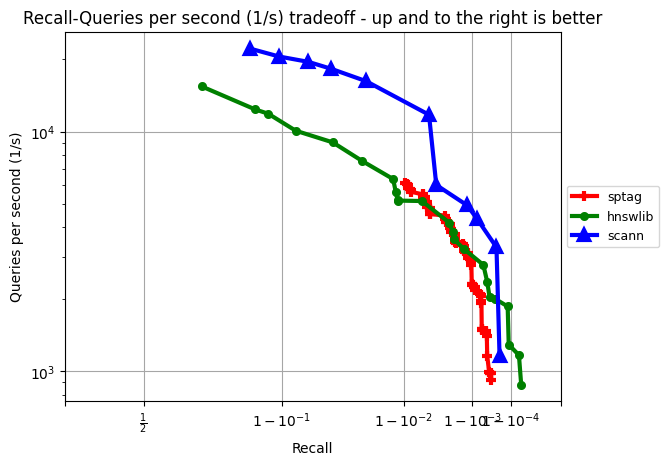 Recall-Queries per second (1/s) tradeoff - up and to the right is better
Queries per second (1/s)
10⁴
10³
sptag
hnswlib
scann
½ 1 − 10⁻¹ 1 − 10⁻² 1 − 10⁻³ 1 − 10⁻⁴
Recall